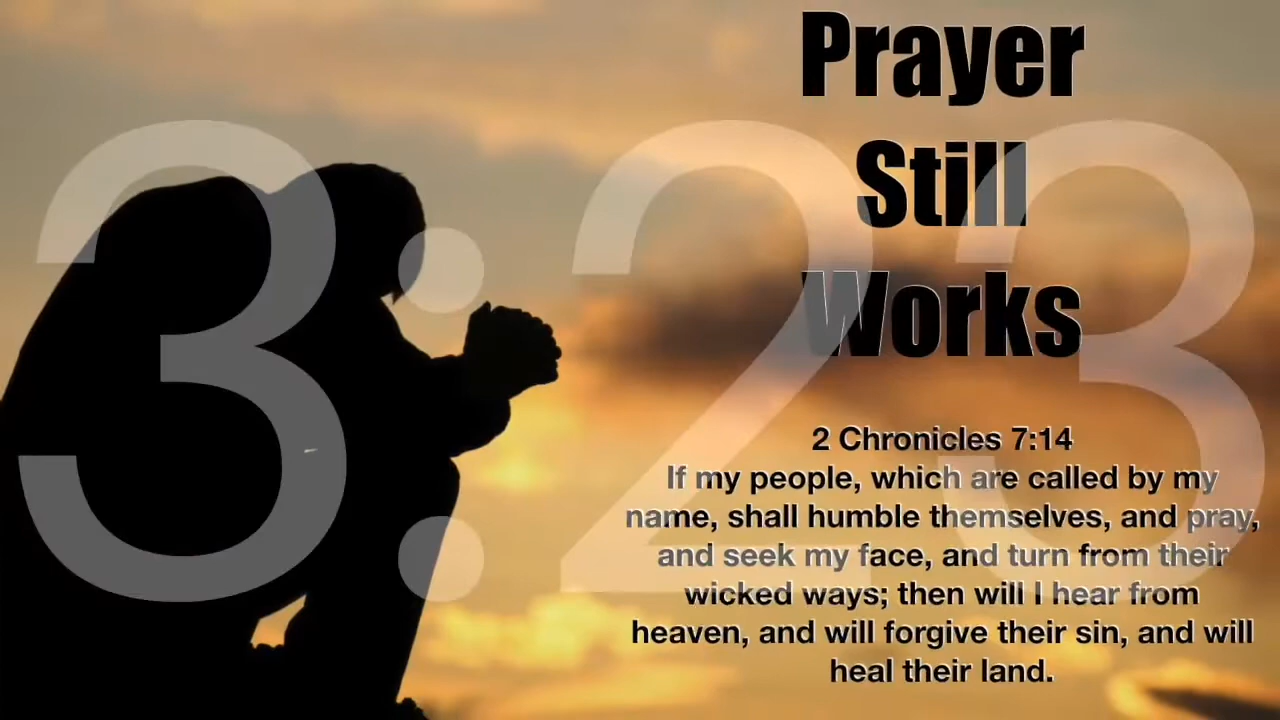 Prayer
Still
Works
3:23
2 Chronicles 7:14
If my people, which are called by my
name, shall humble themselves, and pray,
and seek my face, and turn from their
wicked ways; then will I hear from
heaven, and will forgive their sin, and will
heal their land.